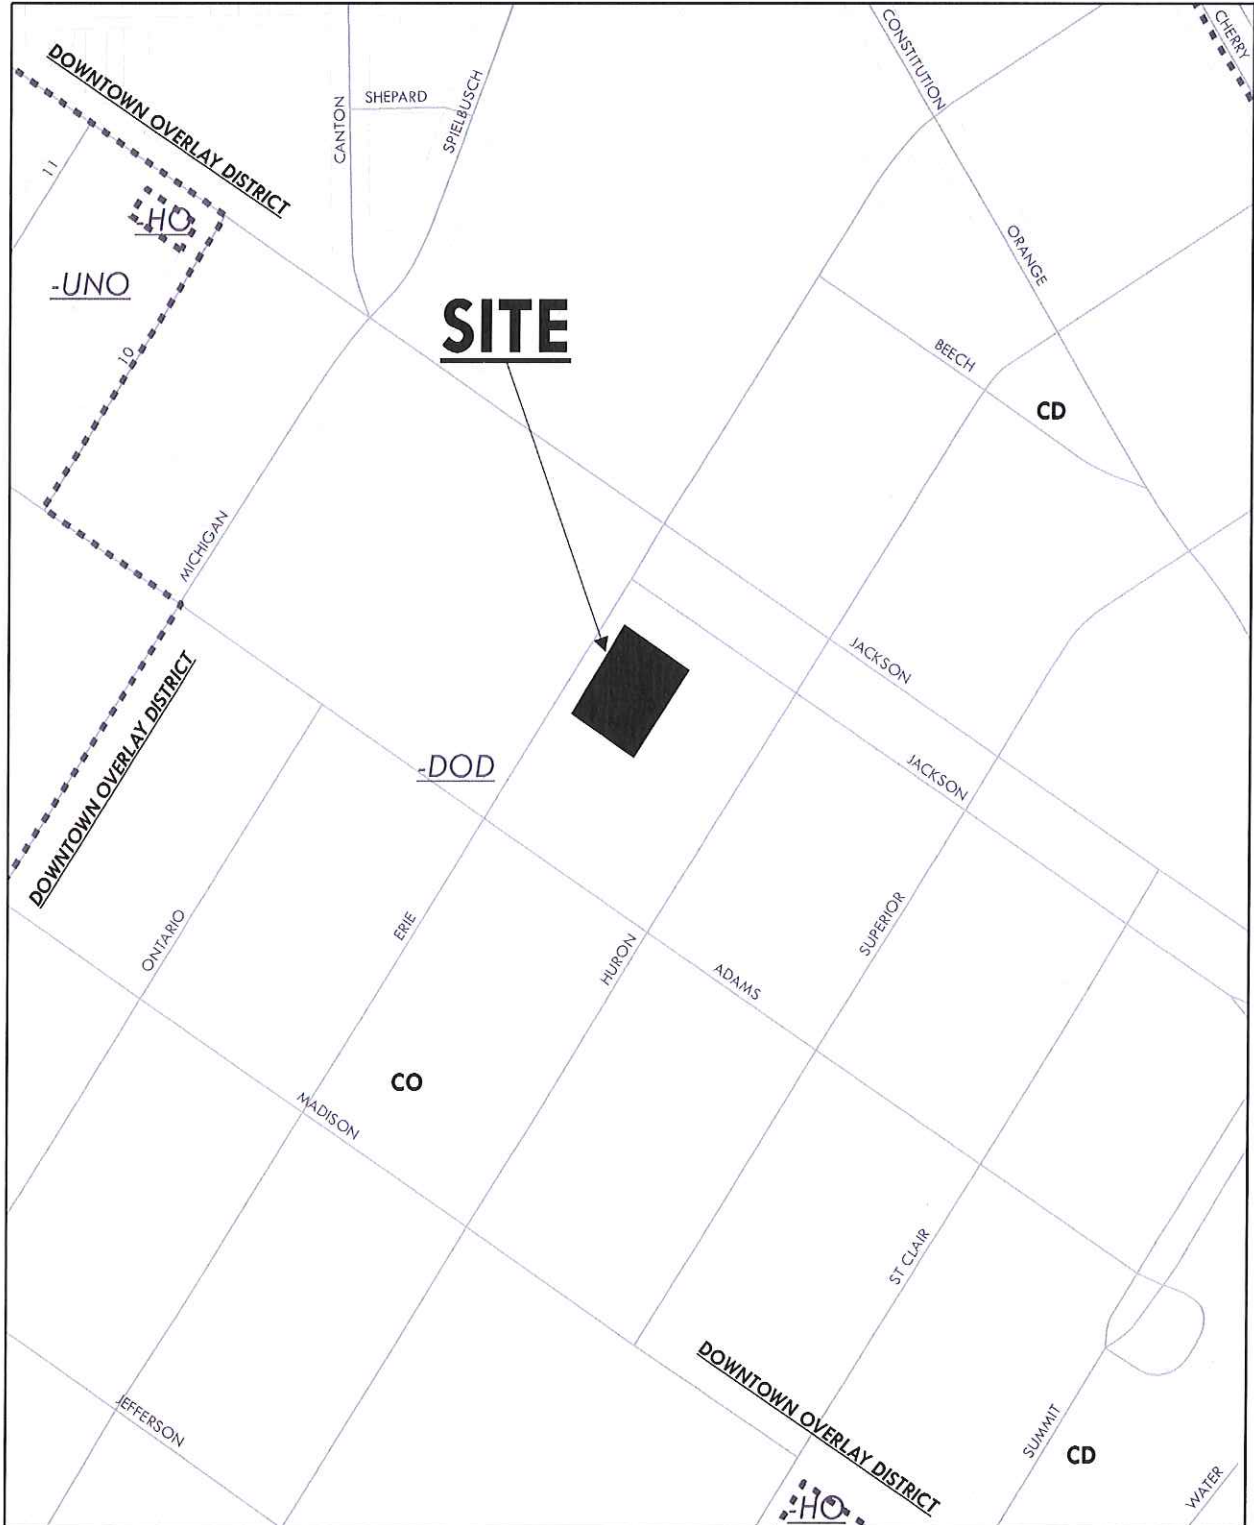 CONSTITUTION
CHERRY
DOWNTOWN OVERLAY DISTRICT
SHEPARD
CANTON
SPIELBUSCH
11
-HO
-UNO
ORANGE
SITE
10
BEECH
CD
MICHIGAN
JACKSON
DOWNTOWN OVERLAY DISTRICT
-DOD
JACKSON
ONTARIO
ERIE
HURON
SUPERIOR
ADAMS
CO
MADISON
ST CLAIR
DOWNTOWN OVERLAY DISTRICT
JEFFERSON
SUMMIT
CD
WATER
-HO